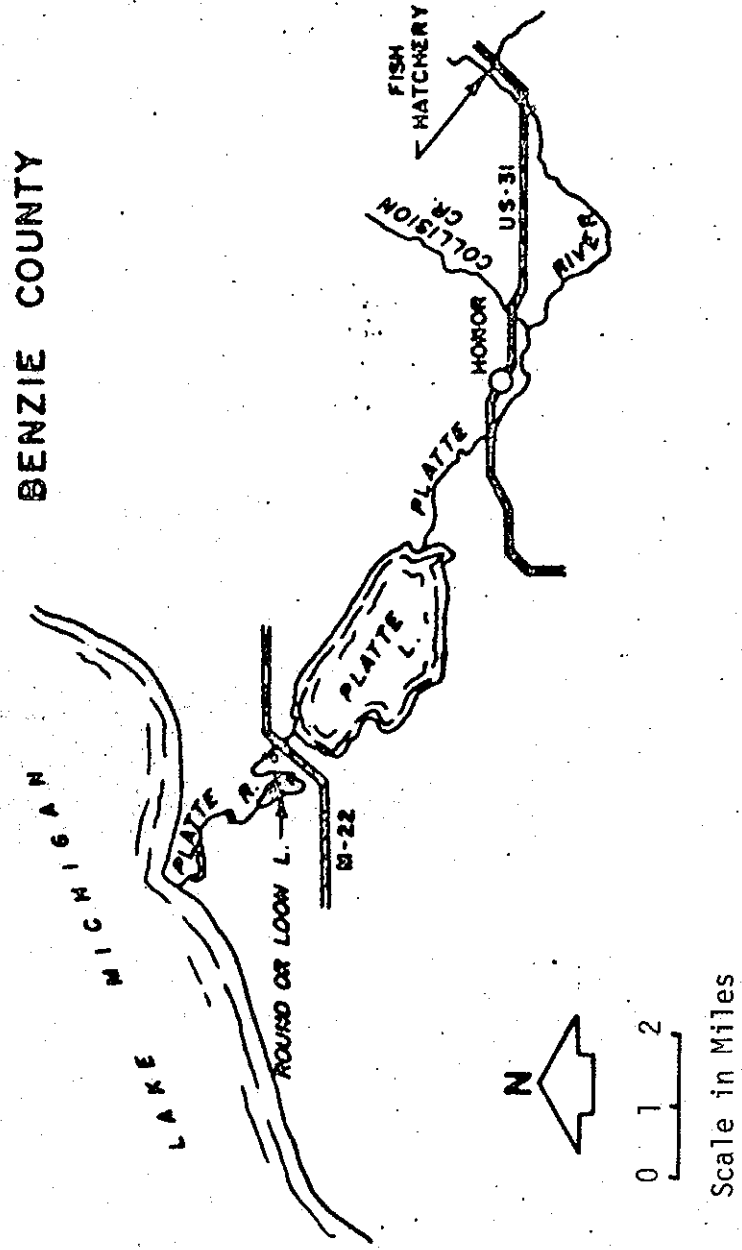 BENZIE COUNTY
LAKE MICHIGAN
PLATTE R.
ROUND OR LOON L.
M-22
PLATTE L.
PLATTE
RIVER
HONOR
COLLISION CR.
US-31
FISH HATCHERY
N
0 1 2
Scale in Miles